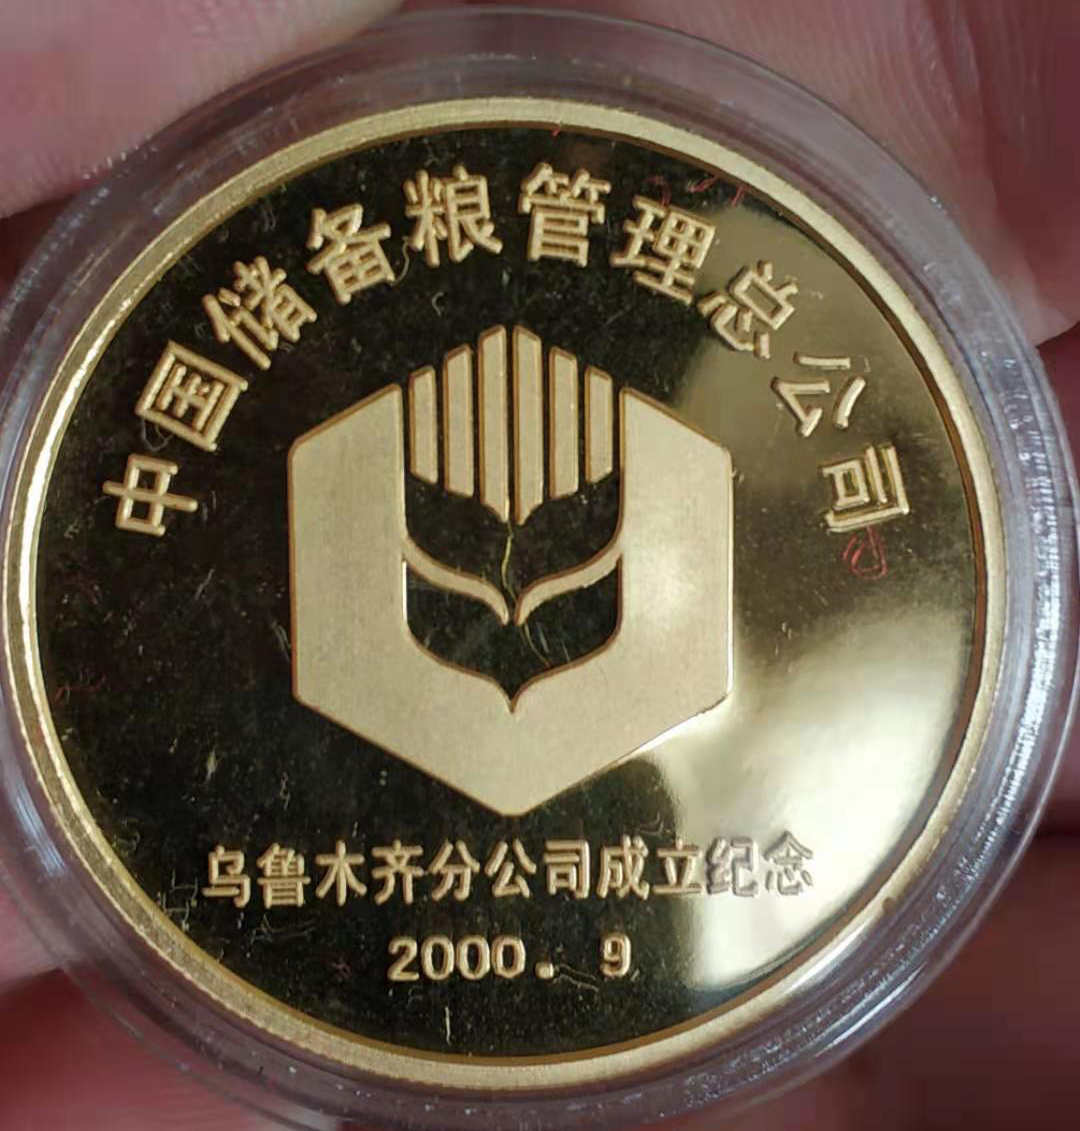 中国储备粮管理总公司
乌鲁木齐分公司成立纪念
2000. 9